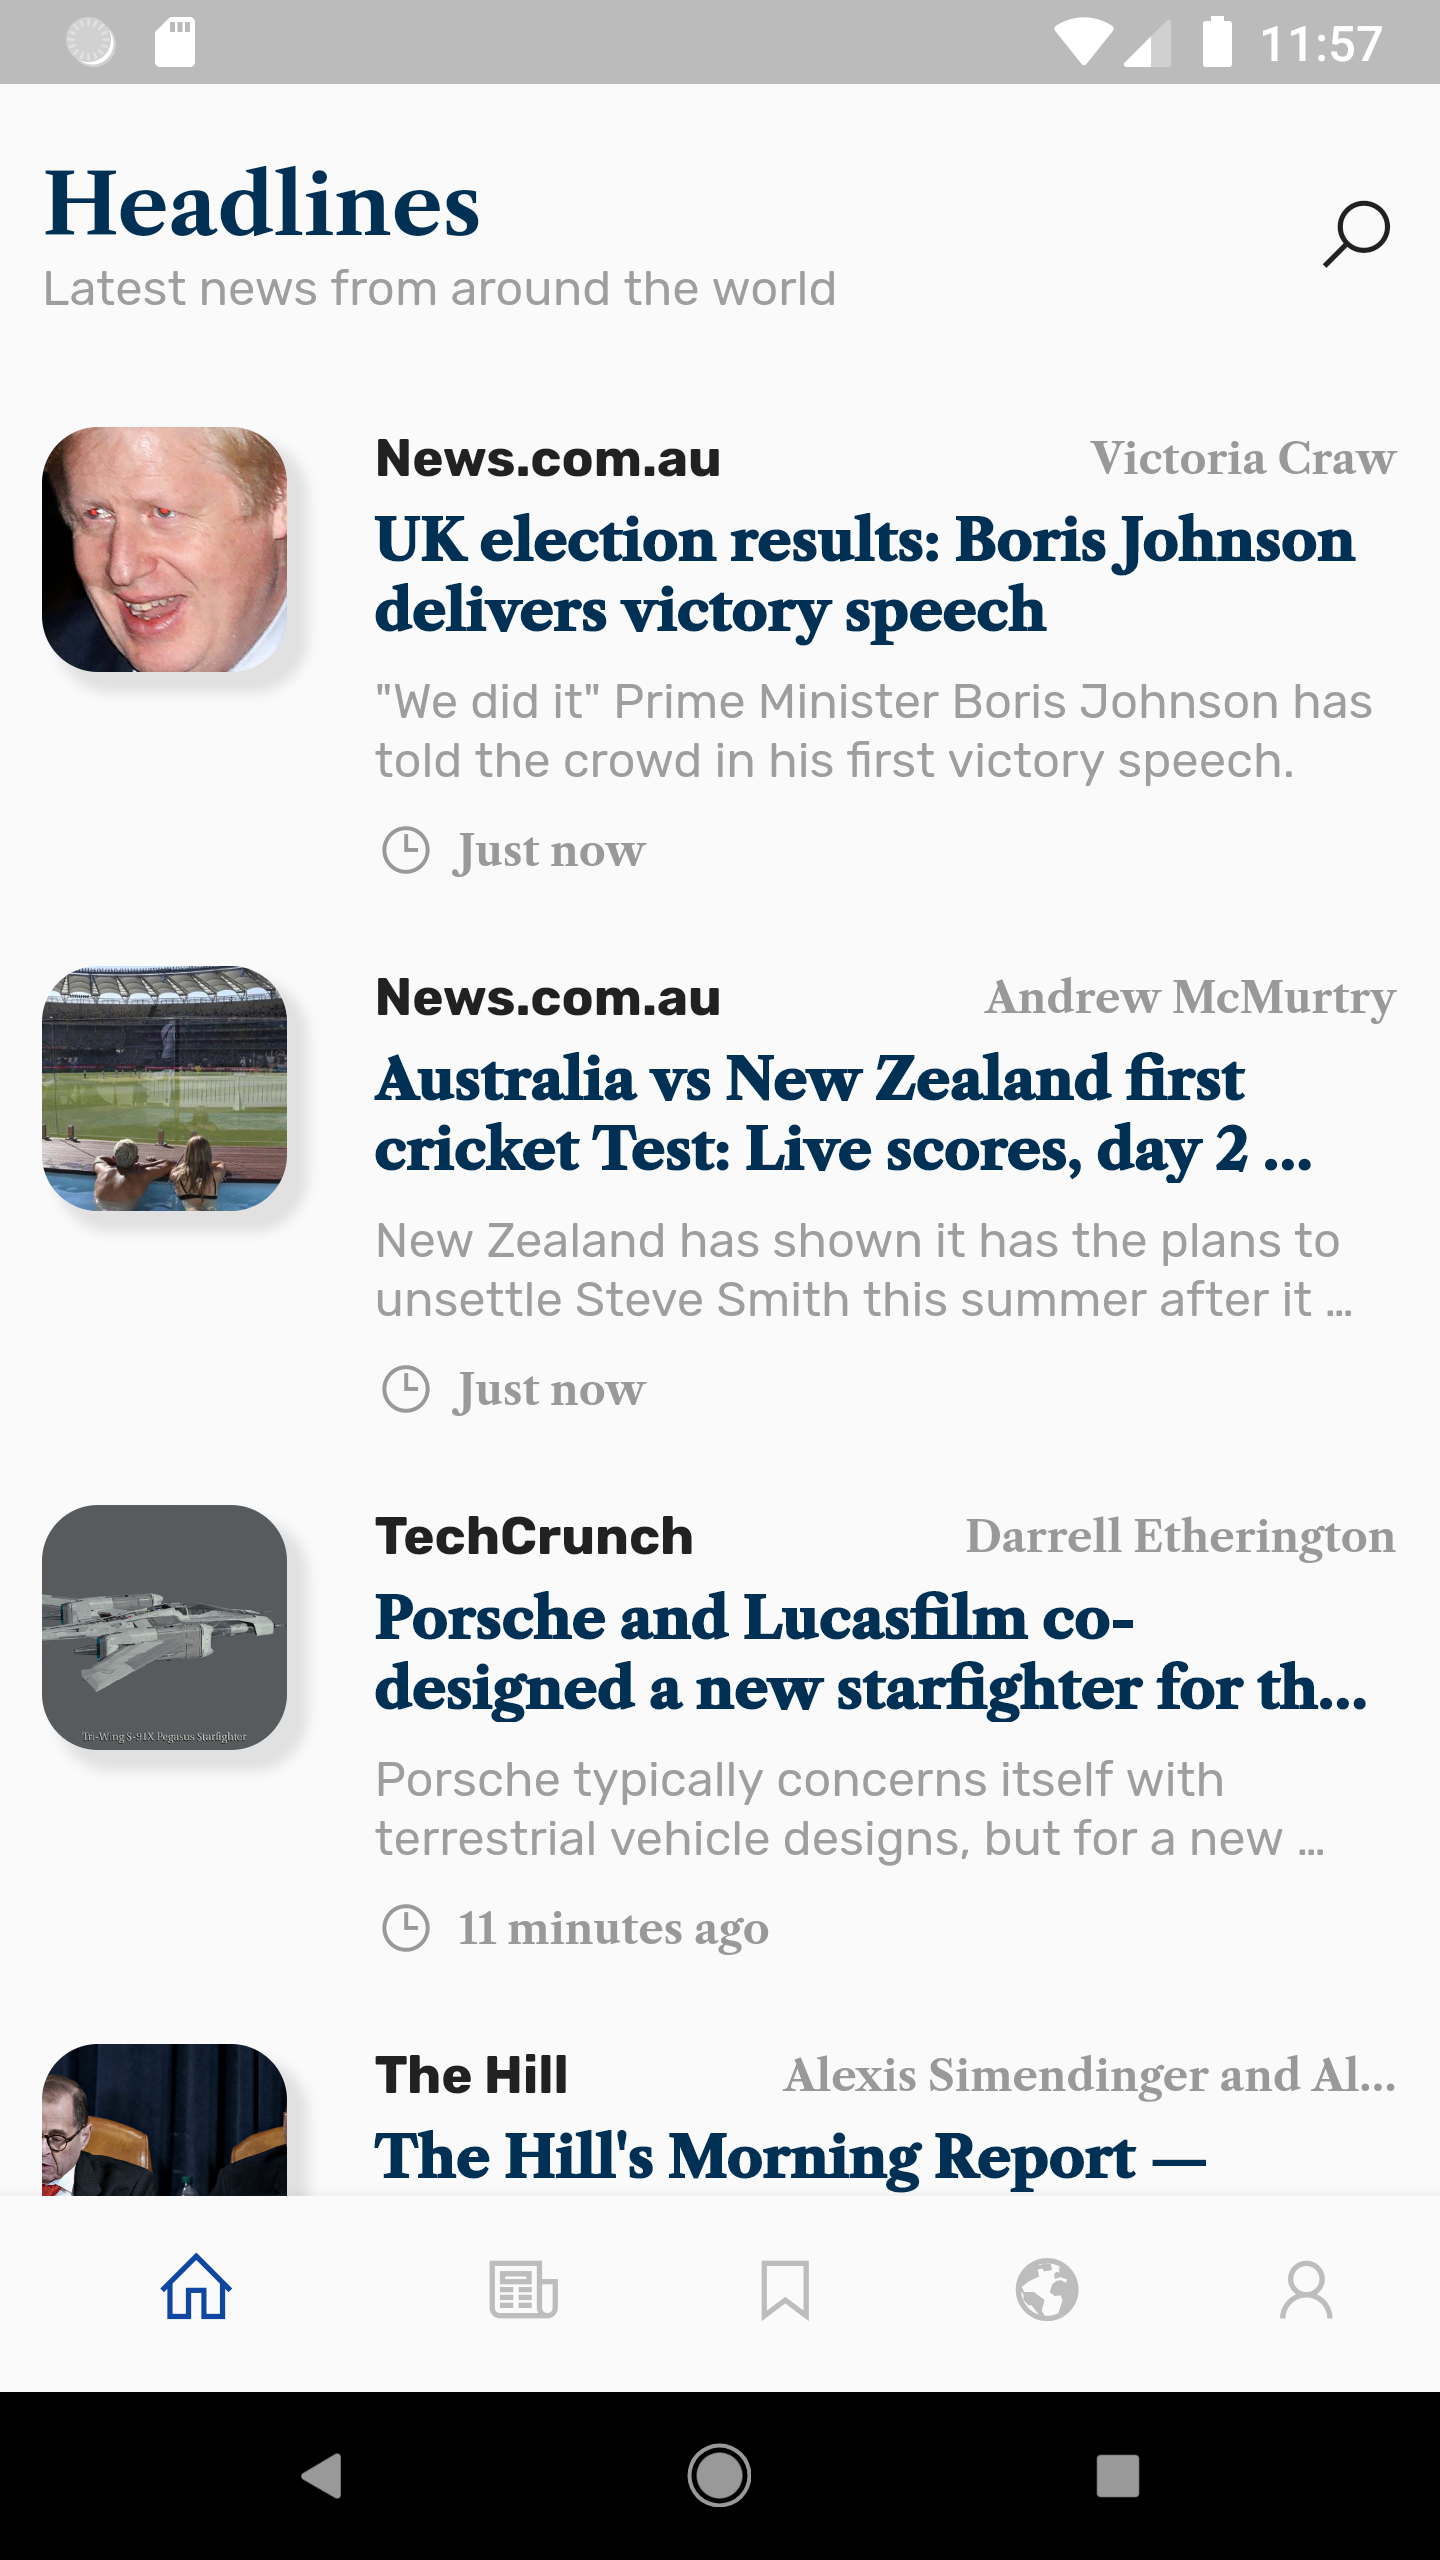 11:57
Headlines
Latest news from around the world
News.com.au Victoria Craw
UK election results: Boris Johnson
delivers victory speech
"We did it" Prime Minister Boris Johnson has
told the crowd in his first victory speech.
Just now
News.com.au Andrew McMurtry
Australia vs New Zealand first
cricket Test: Live scores, day 2 ...
New Zealand has shown it has the plans to
unsettle Steve Smith this summer after it ...
Just now
TechCrunch Darrell Etherington
Porsche and Lucasfilm co-
designed a new starfighter for th...
Porsche typically concerns itself with
terrestrial vehicle designs, but for a new ...
Tri-Wing S-91X Pegasus Starfighter
11 minutes ago
The Hill Alexis Simendinger and Al...
The Hill's Morning Report —